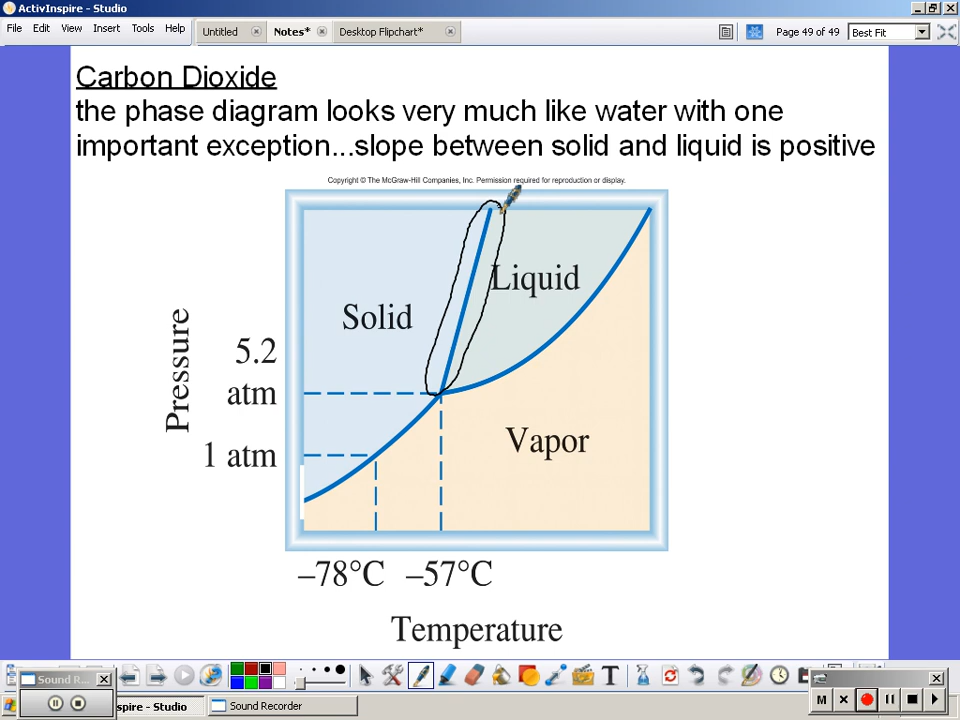 ActivInspire - Studio
File Edit View Insert Tools Help
Untitled Notes* Desktop Flipchart*
Page 49 of 49 Best Fit
Carbon Dioxide
the phase diagram looks very much like water with one
important exception...slope between solid and liquid is positive
Copyright © The McGraw-Hill Companies, Inc. Permission required for reproduction or display.
Liquid
Solid
Pressure
5.2
atm
Vapor
1 atm
–78°C –57°C
Temperature
T
Sound R...
M
spire - Studio
Sound Recorder